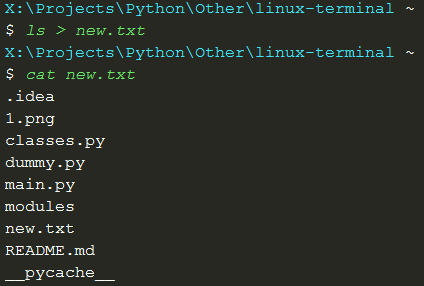 X:\Projects\Python\Other\linux-terminal ~
$ ls > new.txt
X:\Projects\Python\Other\linux-terminal ~
$ cat new.txt
.idea
1.png
classes.py
dummy.py
main.py
modules
new.txt
README.md
__pycache__